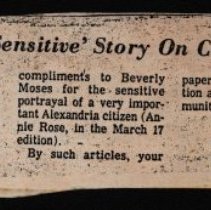 Sensitive' Story On C
compliments to Beverly
Moses for the sensitive
portrayal of a very impor-
tant Alexandria citizen (An-
nie Rose, in the March 17
edition).
By such articles, your
paper
tion a
munit